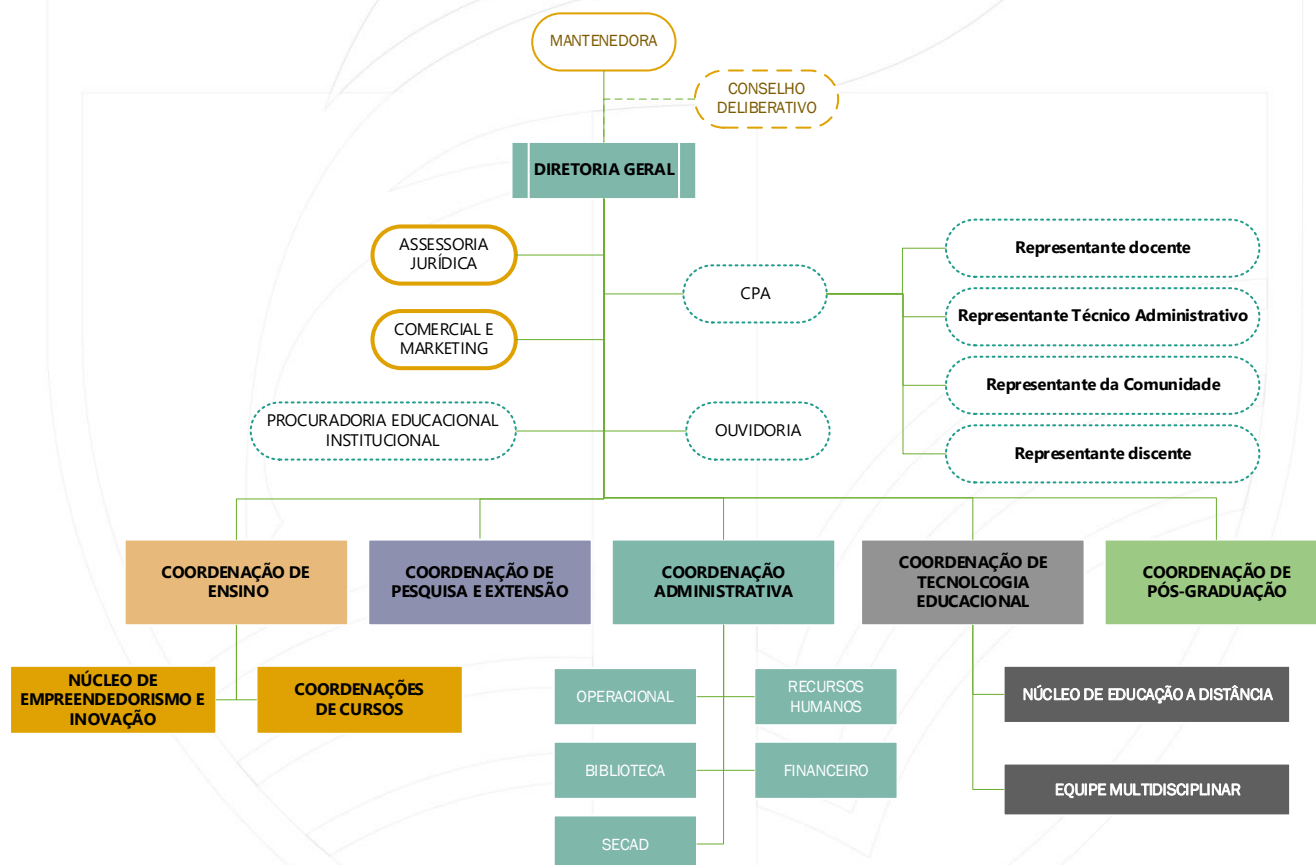 MANTENEDORA
CONSELHO
DELIBERATIVO
DIRETORIA GERAL
ASSESSORIA
JURÍDICA
CPA
COMERCIAL E
MARKETING
Representante docente
Representante Técnico Administrativo
Representante da Comunidade
Representante discente
PROCURADORIA EDUCACIONAL
INSTITUCIONAL
OUVIDORIA
COORDENAÇÃO DE
ENSINO
COORDENAÇÃO DE
PESQUISA E EXTENSÃO
COORDENAÇÃO
ADMINISTRATIVA
COORDENAÇÃO DE
TECNOLCOGIA
EDUCACIONAL
COORDENAÇÃO DE
PÓS-GRADUAÇÃO
NÚCLEO DE
EMPREENDEDORISMO E
INOVAÇÃO
COORDENAÇÕES
DE CURSOS
OPERACIONAL
RECURSOS
HUMANOS
BIBLIOTECA
FINANCEIRO
SECAD
NÚCLEO DE EDUCAÇÃO A DISTÂNCIA
EQUIPE MULTIDISCIPLINAR